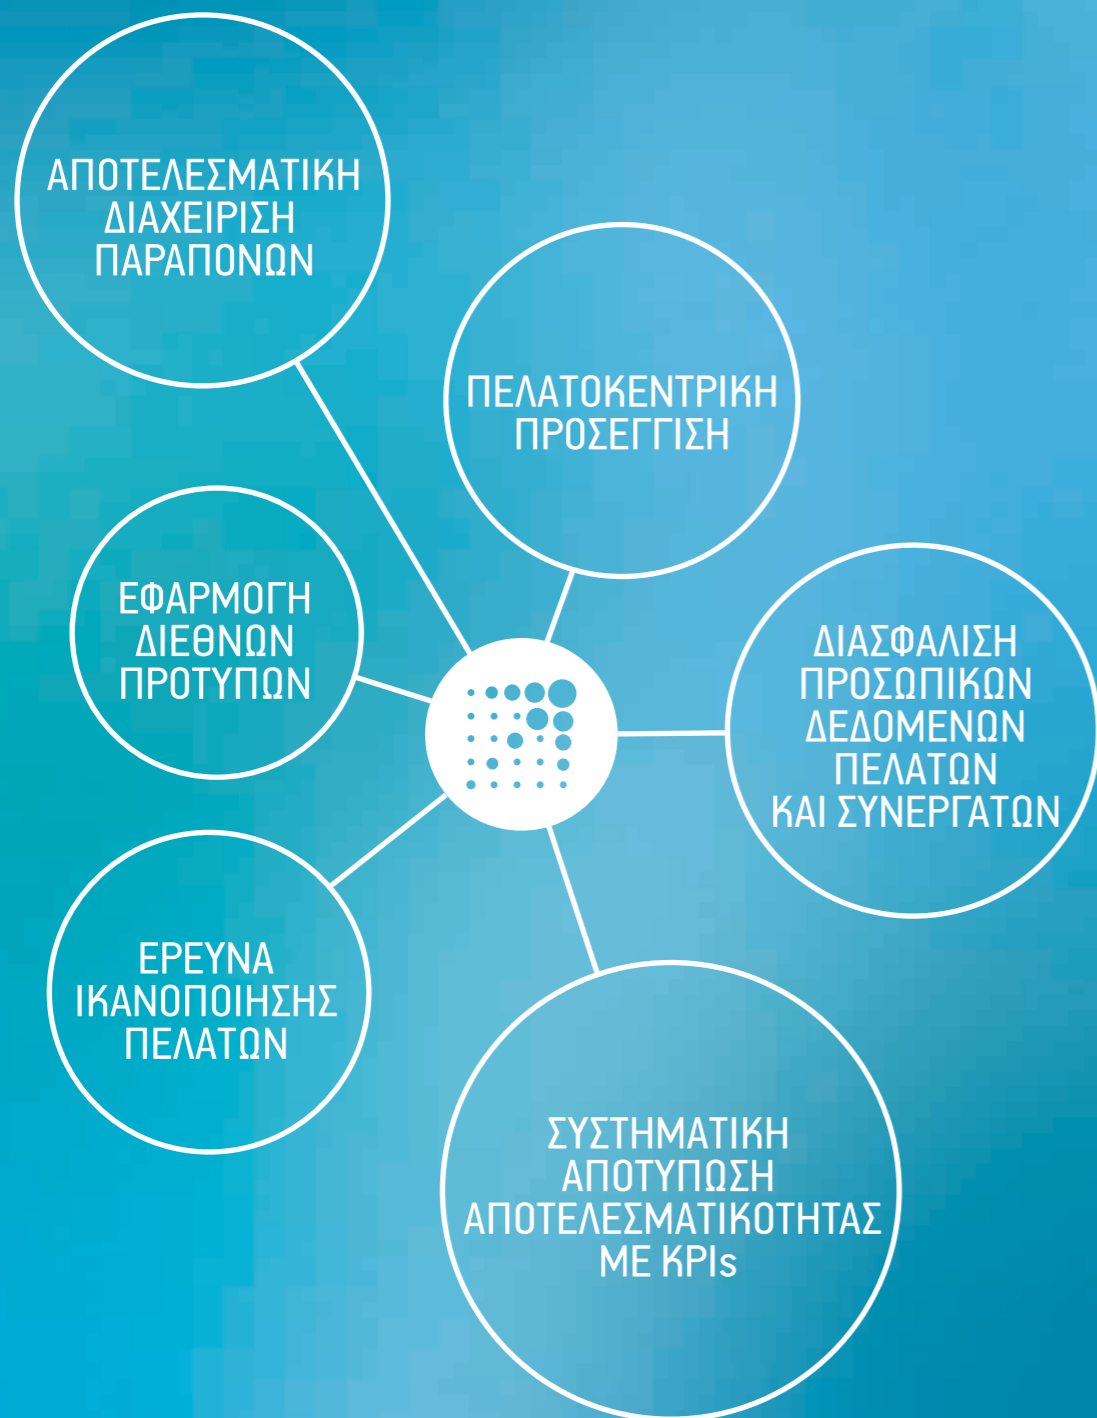 ΑΠΟΤΕΛΕΣΜΑΤΙΚΗ
ΔΙΑΧΕΙΡΙΣΗ
ΠΑΡΑΠΟΝΩΝ
ΠΕΛΑΤΟΚΕΝΤΡΙΚΗ
ΠΡΟΣΕΓΓΙΣΗ
ΕΦΑΡΜΟΓΗ
ΔΙΕΘΝΩΝ
ΠΡΟΤΥΠΩΝ
ΔΙΑΣΦΑΛΙΣΗ
ΠΡΟΣΩΠΙΚΩΝ
ΔΕΔΟΜΕΝΩΝ
ΠΕΛΑΤΩΝ
ΚΑΙ ΣΥΝΕΡΓΑΤΩΝ
ΕΡΕΥΝΑ
ΙΚΑΝΟΠΟΙΗΣΗΣ
ΠΕΛΑΤΩΝ
ΣΥΣΤΗΜΑΤΙΚΗ
ΑΠΟΤΥΠΩΣΗ
ΑΠΟΤΕΛΕΣΜΑΤΙΚΟΤΗΤΑΣ
ΜΕ KPIs